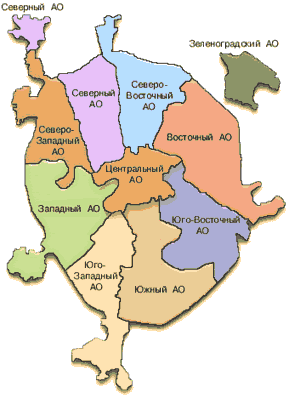 Северный АО
Зеленоградский АО
Северный
АО
Северо-
Восточный
АО
Северо-
Западный
АО
Восточный АО
Центральный
АО
Западный АО
Юго-Восточный
АО
Юго-
Западный
АО
Южный АО